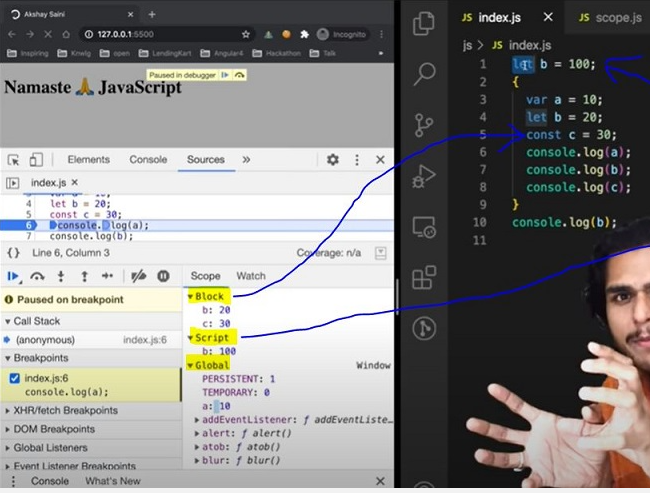 Akshay Saini
127.0.0.1:5500
Incognito
Inspiring
Knwlg
open
LendingKart
Angular4
Hackathon
Talk
»
Paused in debugger
Namaste 🙏 JavaScript
Elements
Console
Sources
»
index.js ×
4 let b = 20;
5 const c = 30;
6 console.log(a);
7 console.log(b);
{} Line 6, Column 3
Coverage: n/a
Paused on breakpoint
Call Stack
(anonymous) index.js:6
Breakpoints
index.js:6
console.log(a);
XHR/fetch Breakpoints
DOM Breakpoints
Global Listeners
Event Listener Breakpoints
Scope
Watch
Block
b: 20
c: 30
Script
b: 100
Global Window
PERSISTENT: 1
TEMPORARY: 0
a: 10
addEventListener: ƒ addEventListe…
alert: ƒ alert()
atob: ƒ atob()
blur: ƒ blur()
Console
What's New
JS index.js ×
JS scope.js
js > JS index.js
1 let b = 100;
2 {
3 var a = 10;
4 let b = 20;
5 const c = 30;
6 console.log(a);
7 console.log(b);
8 console.log(c);
9 }
10 console.log(b);
11